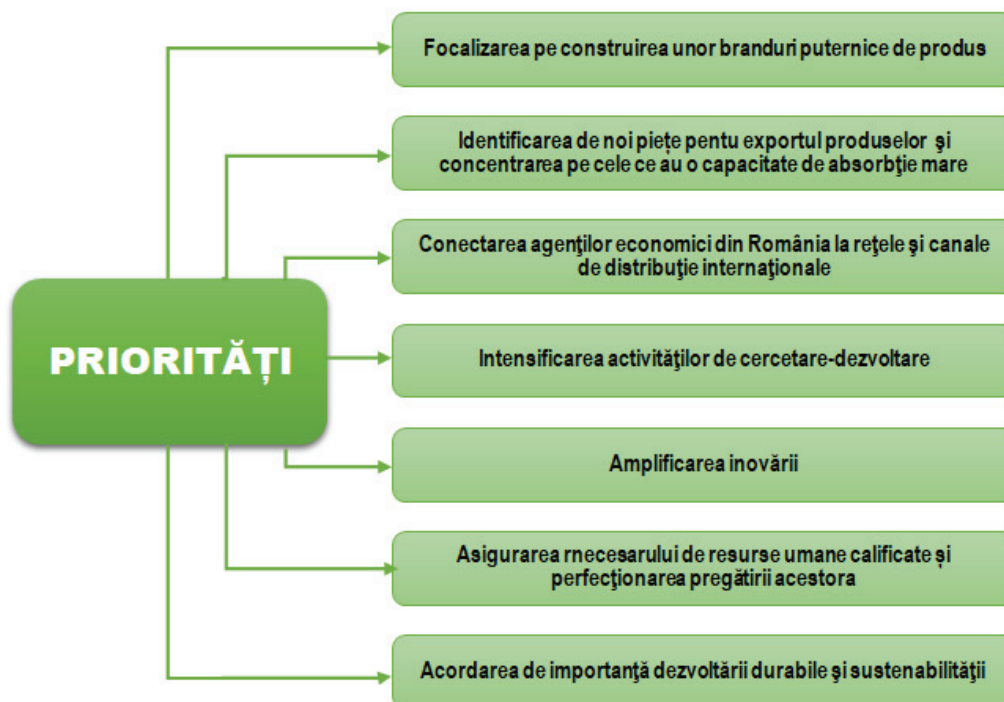 Focalizarea pe construirea unor branduri puternice de produs
Identificarea de noi piețe pentu exportul produselor şi
concentrarea pe cele ce au o capacitate de absorbţie mare
Conectarea agenţilor economici din România la reţele şi canale
de distribuție internaţionale
PRIORITĂȚI
Intensificarea activităţilor de cercetare-dezvoltare
Amplificarea inovării
Asigurarea rnecesarului de resurse umane calificate și
perfecţionarea pregătirii acestora
Acordarea de importanţă dezvoltării durabile şi sustenabilităţii